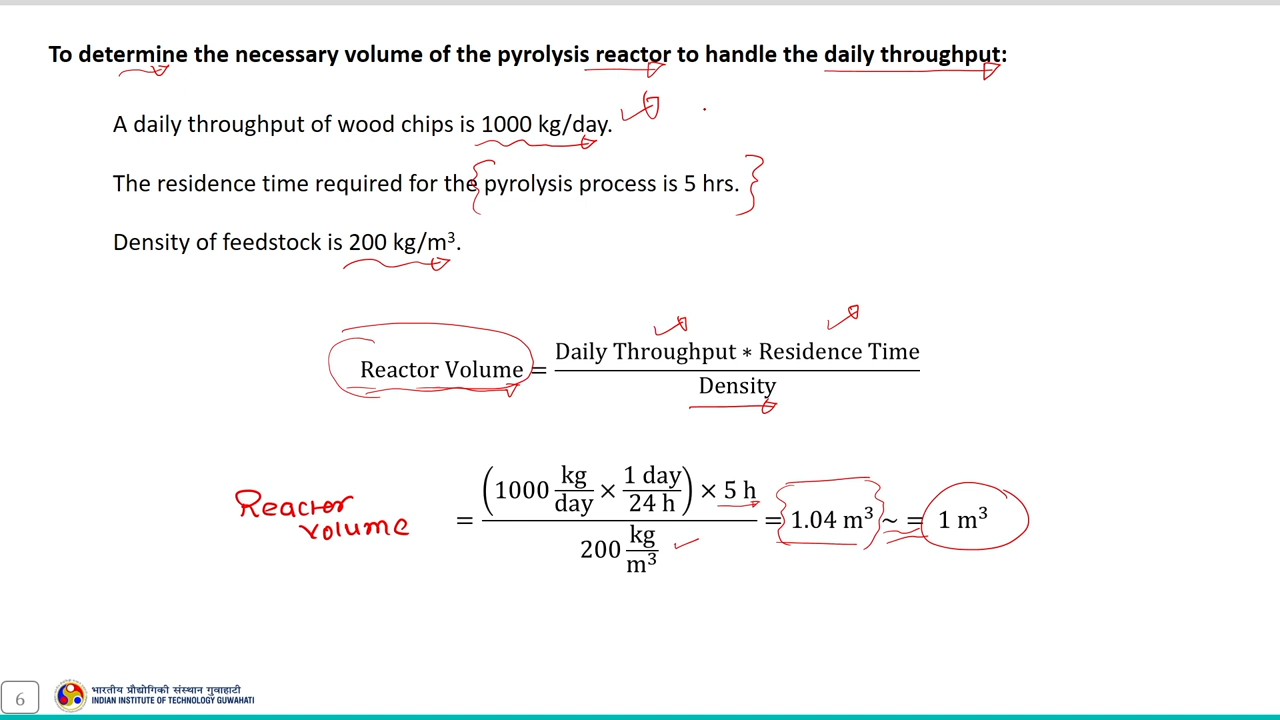 To determine the necessary volume of the pyrolysis reactor to handle the daily throughput:
A daily throughput of wood chips is 1000 kg/day.
The residence time required for the pyrolysis process is 5 hrs.
Density of feedstock is 200 kg/m³.
Reactor Volume = Daily Throughput ∗ Residence Time / Density
Reactor volume
= (1000 kg/day × 1 day/24 h) × 5 h / 200 kg/m³ = 1.04 m³ ~ = 1 m³
6
भारतीय प्रौद्योगिकी संस्थान गुवाहाटी
INDIAN INSTITUTE OF TECHNOLOGY GUWAHATI